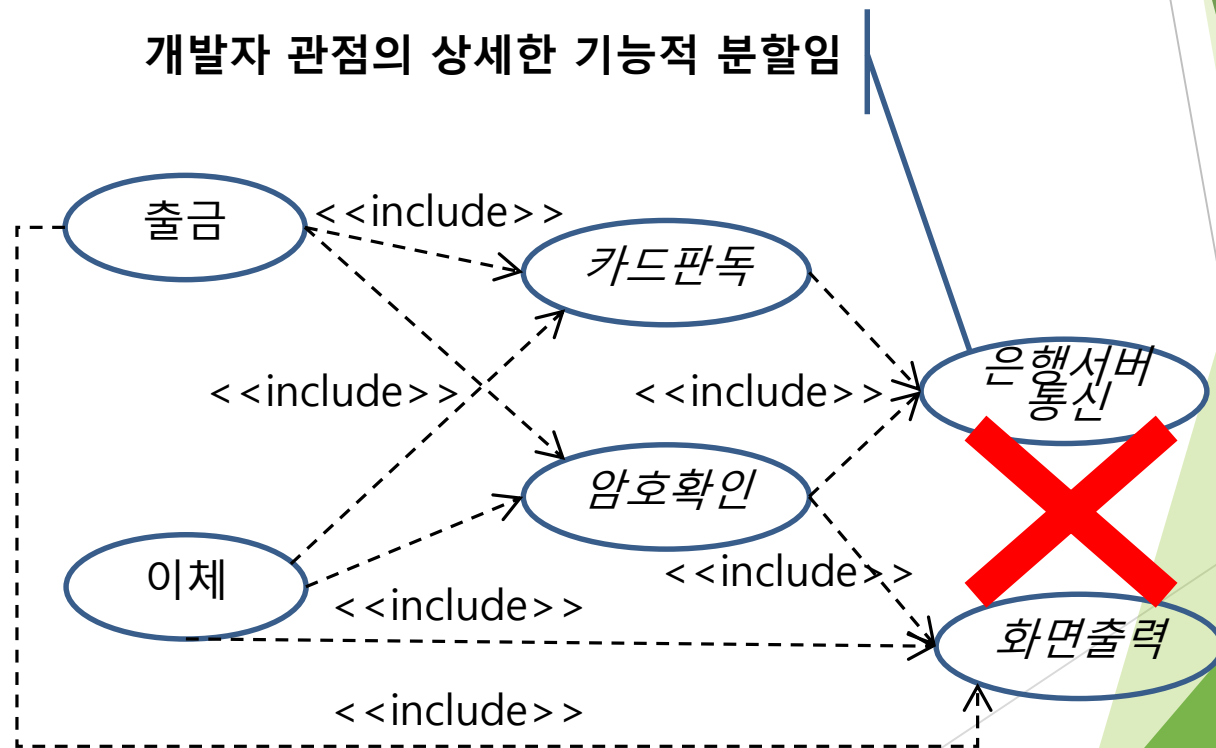 개발자 관점의 상세한 기능적 분할임
출금
<<include>>
카드판독
은행서버
통신
<<include>>
<<include>>
암호확인
이체
<<include>>
<<include>>
화면출력
<<include>>